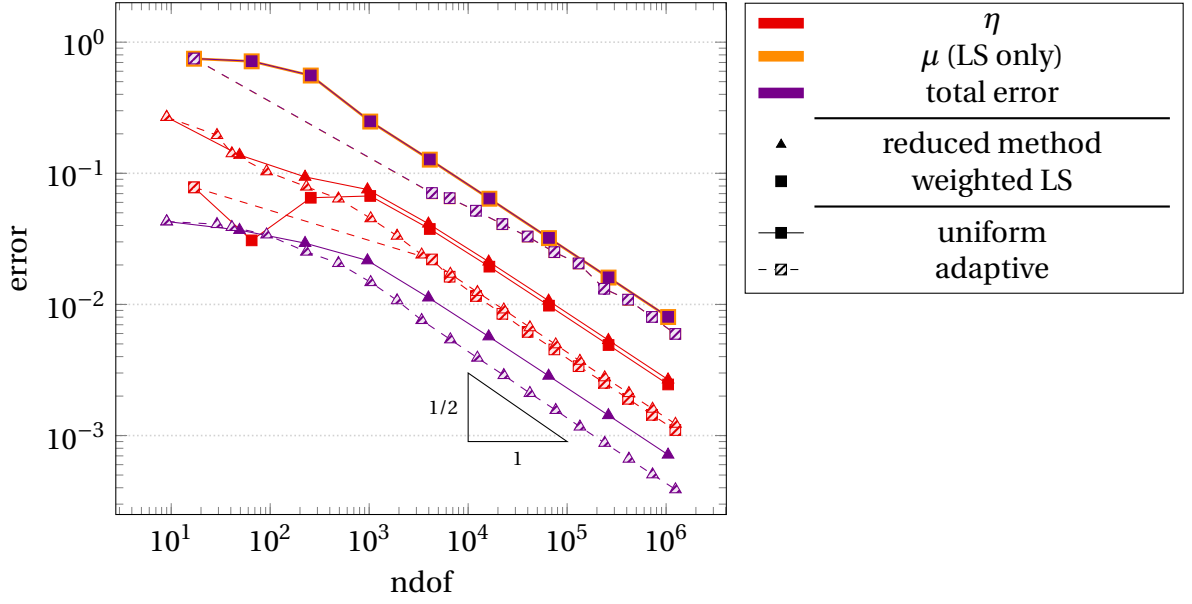 10^0
10^{-1}
10^{-2}
10^{-3}
error
1/2
1
10^1 10^2 10^3 10^4 10^5 10^6
ndof
η
μ (LS only)
total error
reduced method
weighted LS
uniform
adaptive